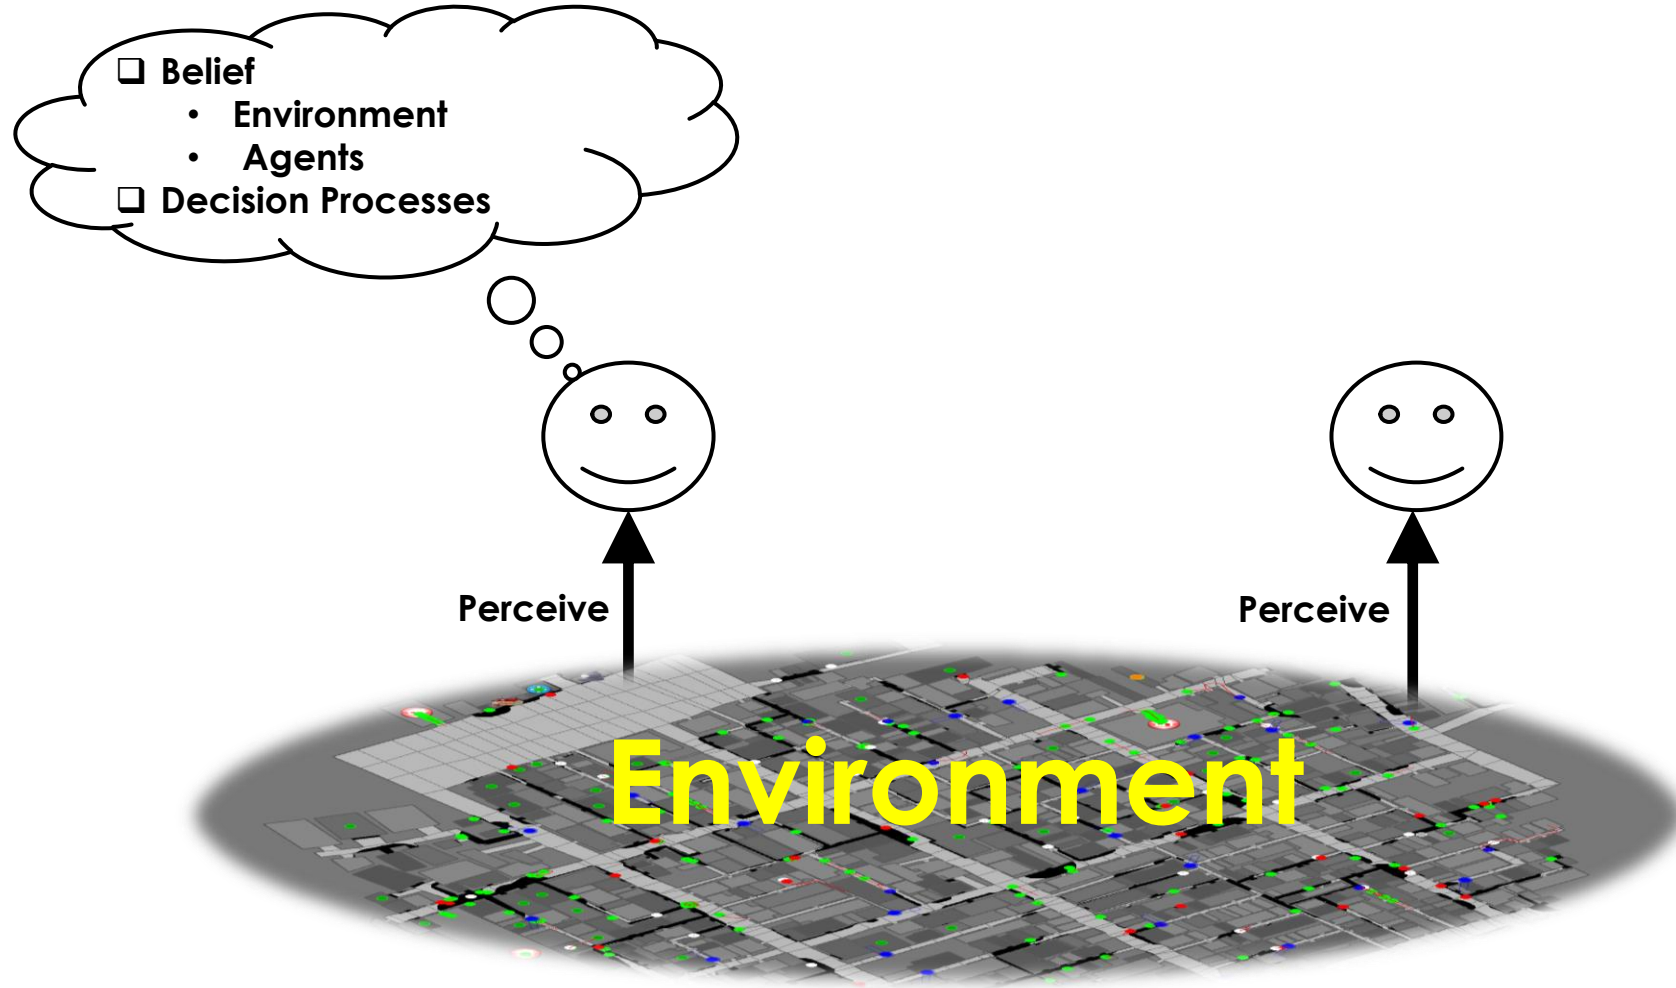 ❑ Belief
• Environment
• Agents
❑ Decision Processes
Perceive
Perceive
Environment